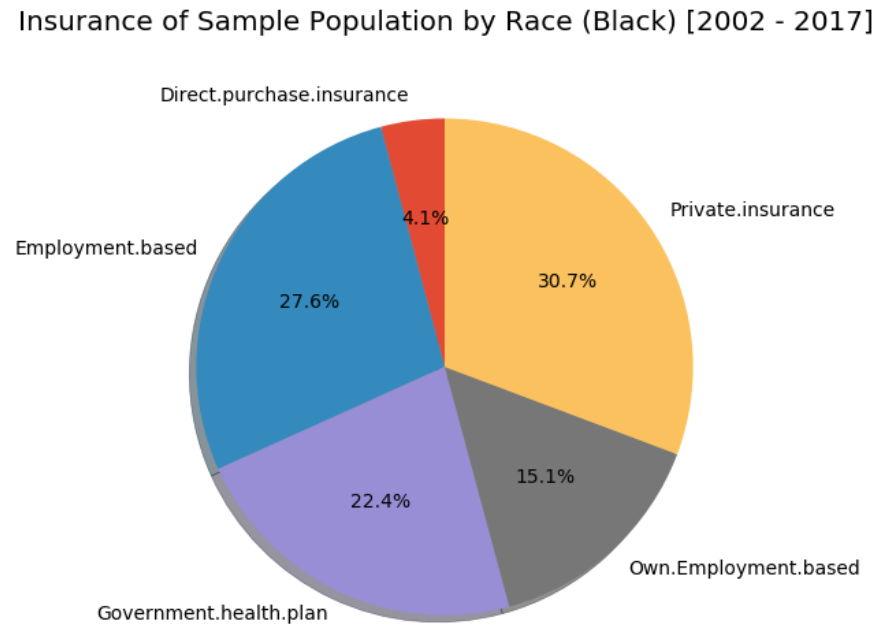 Insurance of Sample Population by Race (Black) [2002 - 2017]
Direct.purchase.insurance
4.1%
Private.insurance
30.7%
Employment.based
27.6%
22.4%
15.1%
Own.Employment.based
Government.health.plan